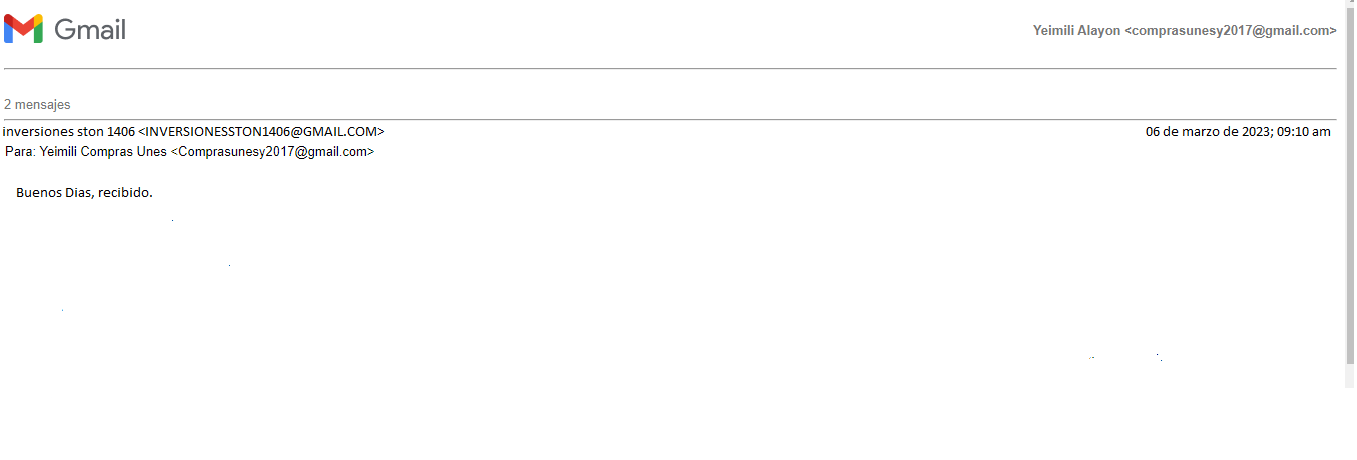 Gmail
Yeimili Alayon <comprasunesy2017@gmail.com>
2 mensajes
inversiones ston 1406 <INVERSIONESSTON1406@GMAIL.COM>
06 de marzo de 2023; 09:10 am
Para: Yeimili Compras Unes <Comprasunesy2017@gmail.com>
Buenos Dias, recibido.